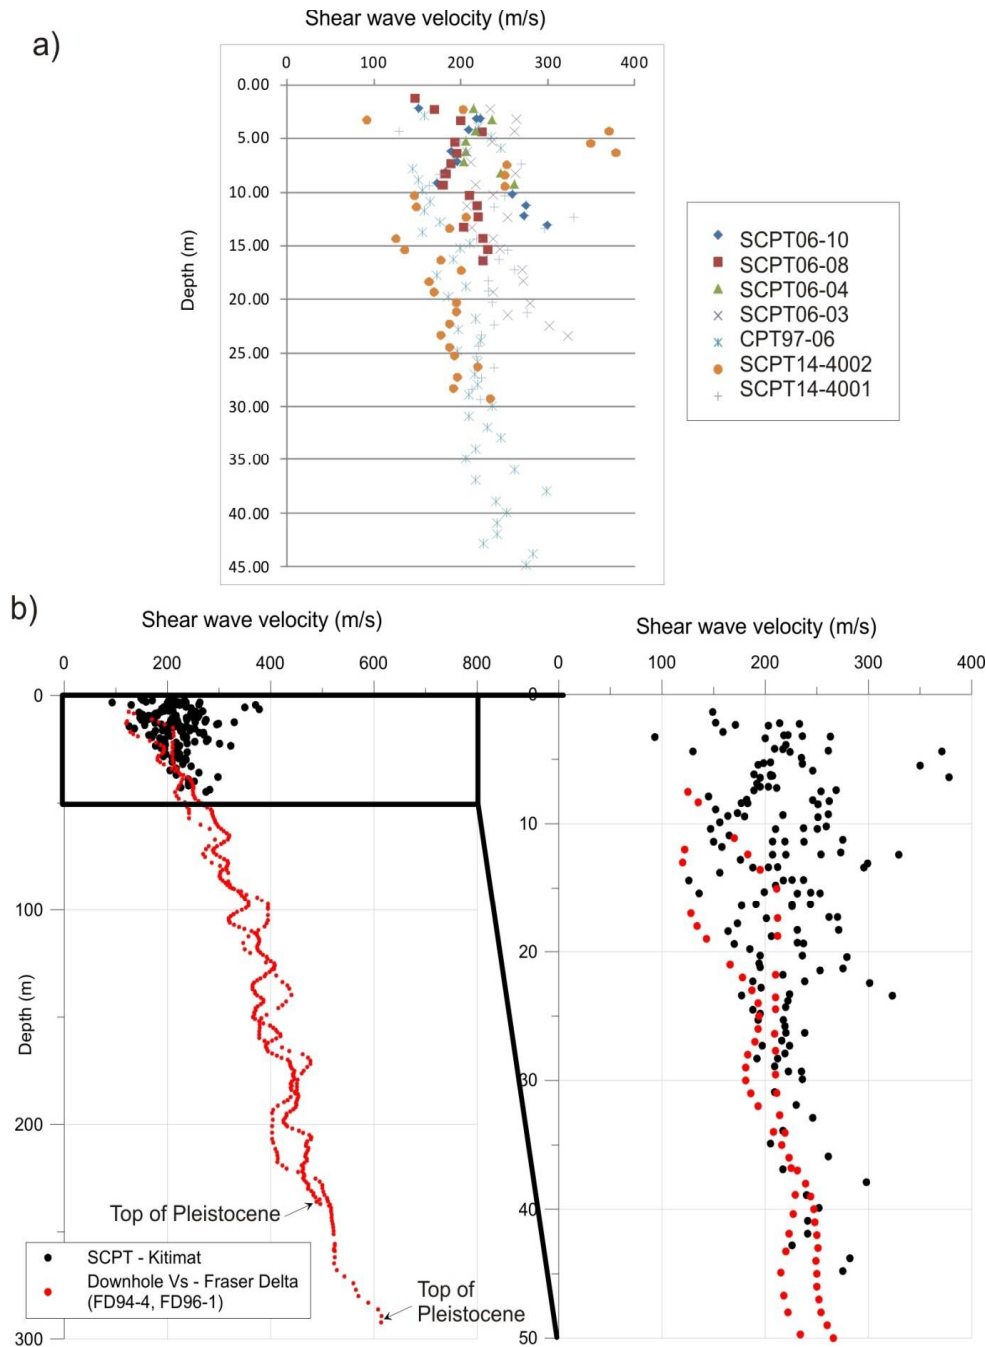 a)
Shear wave velocity (m/s)
0 100 200 300 400
0.00
5.00
10.00
15.00
20.00
25.00
30.00
35.00
40.00
45.00
Depth (m)
SCPT06-10
SCPT06-08
SCPT06-04
SCPT06-03
CPT97-06
SCPT14-4002
SCPT14-4001
b)
Shear wave velocity (m/s)
0 200 400 600 800
0
100
200
300
Depth (m)
Top of Pleistocene
Top of
Pleistocene
SCPT - Kitimat
Downhole Vs - Fraser Delta
(FD94-4, FD96-1)
Shear wave velocity (m/s)
0 100 200 300 400
0
10
20
30
40
50